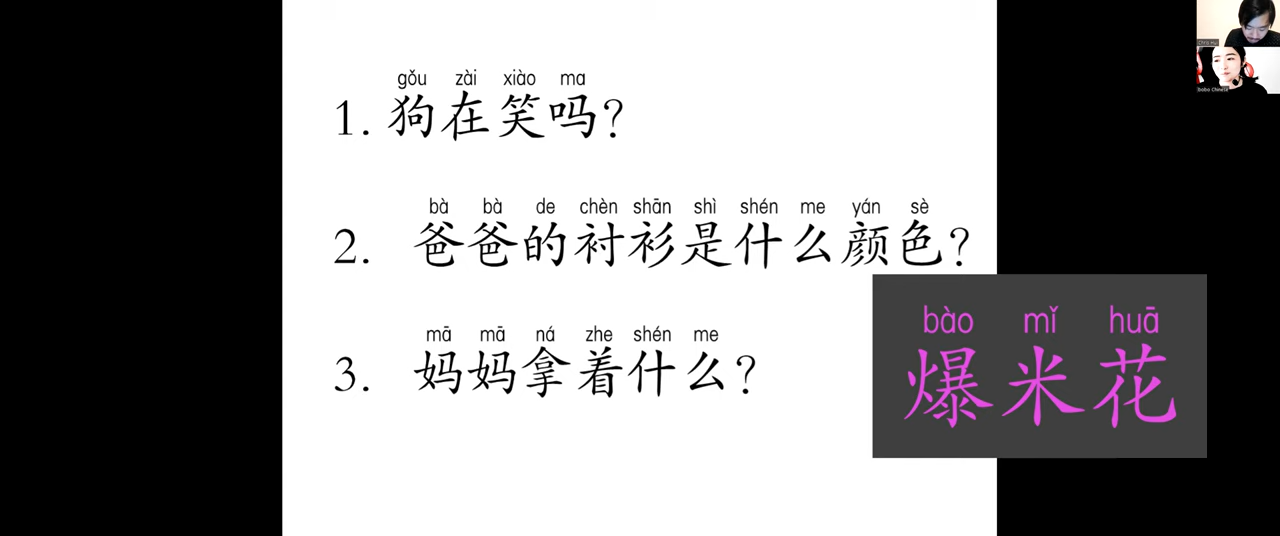 gǒu zài xiào ma
1. 狗在笑吗?
bà bà de chèn shān shì shén me yán sè
2. 爸爸的衬衫是什么颜色?
mā mā ná zhe shén me
3. 妈妈拿着什么?
bào mǐ huā
爆米花
bobo Chinese